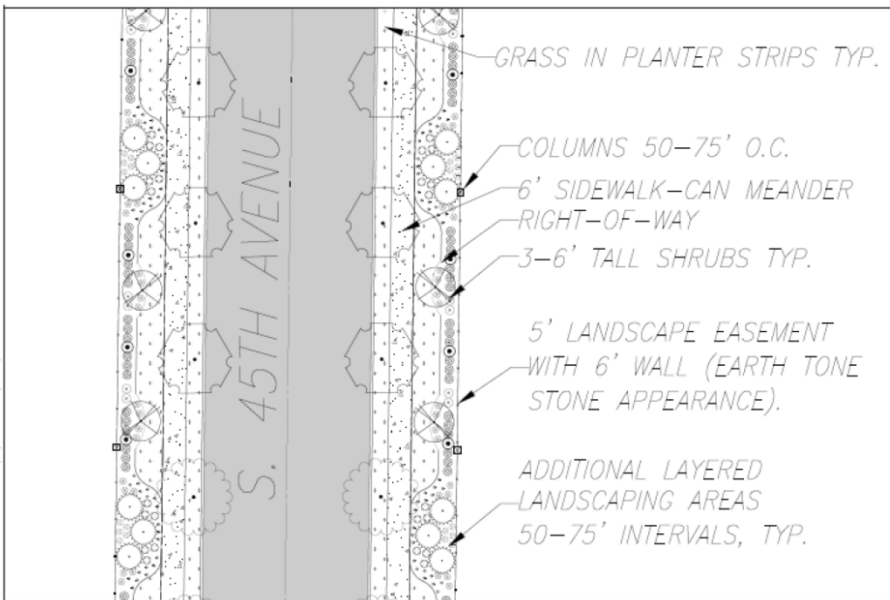 GRASS IN PLANTER STRIPS TYP.
COLUMNS 50-75' O.C.
6' SIDEWALK-CAN MEANDER
RIGHT-OF-WAY
3-6' TALL SHRUBS TYP.
5' LANDSCAPE EASEMENT
WITH 6' WALL (EARTH TONE
STONE APPEARANCE).
ADDITIONAL LAYERED
LANDSCAPING AREAS
50-75' INTERVALS, TYP.
S. 45TH AVENUE